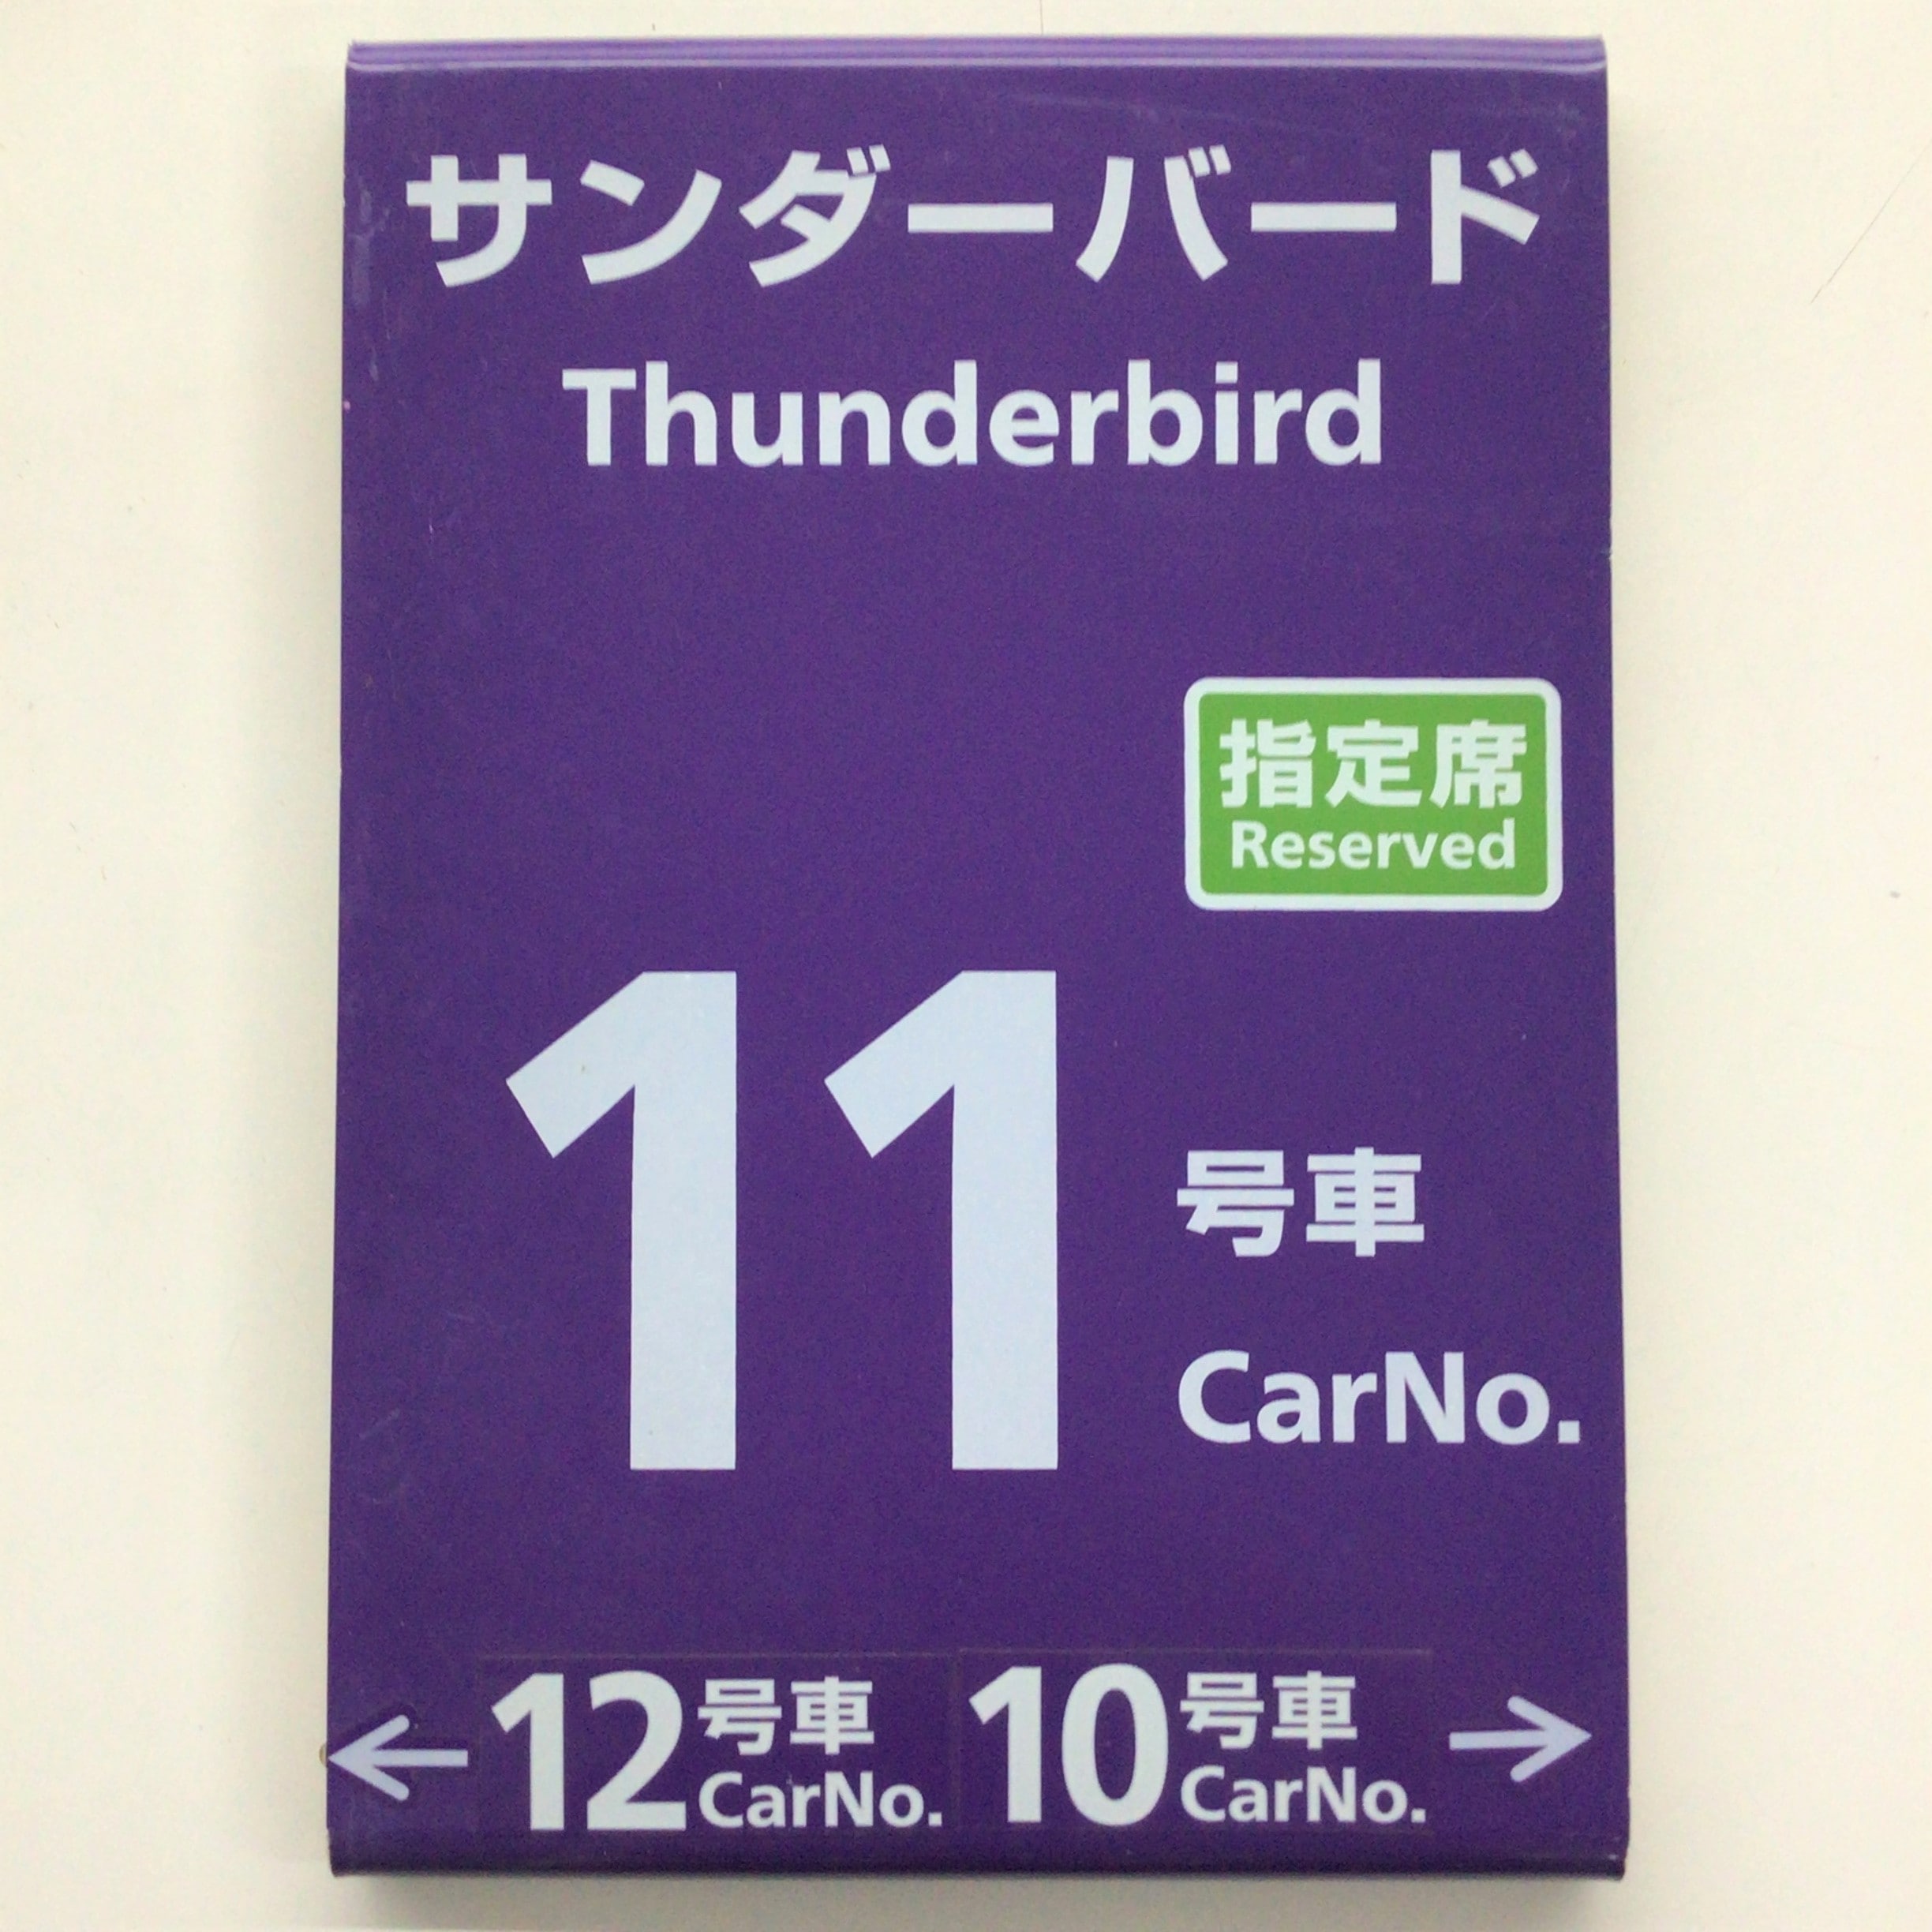 サンダーバード
Thunderbird
指定席
Reserved
11 号車
CarNo.
← 12 号車 CarNo. 10 号車 CarNo. →